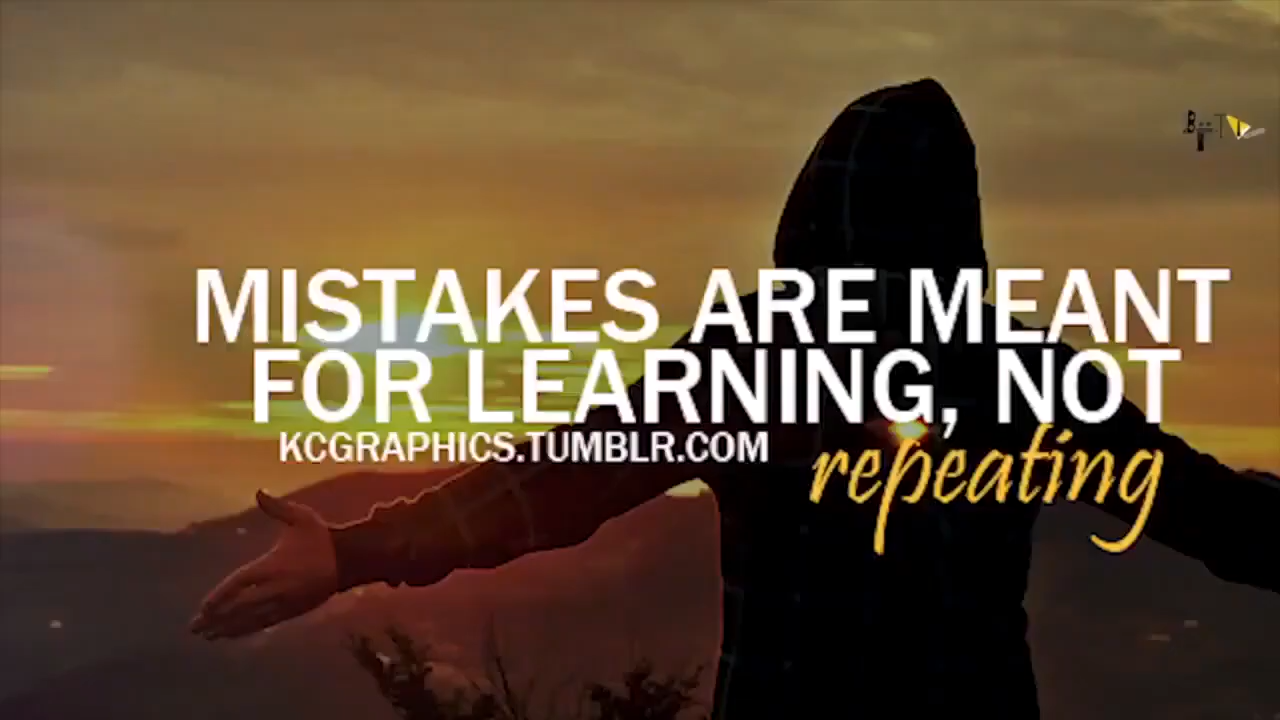 MISTAKES ARE MEANT
FOR LEARNING, NOT
KCGRAPHICS.TUMBLR.COM
repeating